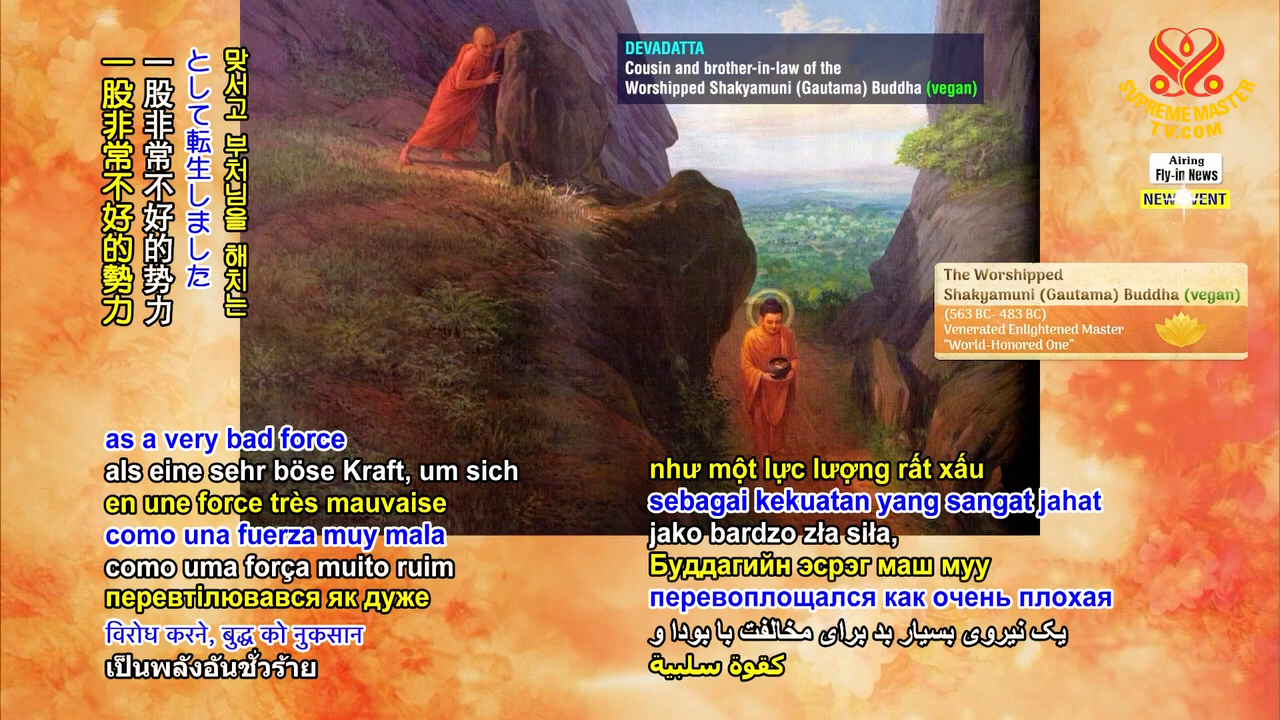 DEVADATTA
Cousin and brother-in-law of the
Worshipped Shakyamuni (Gautama) Buddha (vegan)
SUPREME MASTER
TV.COM
Airing
Fly-in News
The Worshipped
Shakyamuni (Gautama) Buddha (vegan)
(563 BC- 483 BC)
Venerated Enlightened Master
“World-Honored One”
맞서고 부처님을 해치는
として転生しました
一股非常不好的势力
一股非常不好的勢力
as a very bad force
als eine sehr böse Kraft, um sich
en une force très mauvaise
como una fuerza muy mala
como uma força muito ruim
перевтілювався як дуже
विरोध करने, बुद्ध को नुकसान
เป็นพลังอันชั่วร้าย
như một lực lượng rất xấu
sebagai kekuatan yang sangat jahat
jako bardzo zła siła,
Буддагийн эсрэг маш муу
перевоплощался как очень плохая
یک نیروی بسیار بد برای مخالفت با بودا و
كقوة سلبية